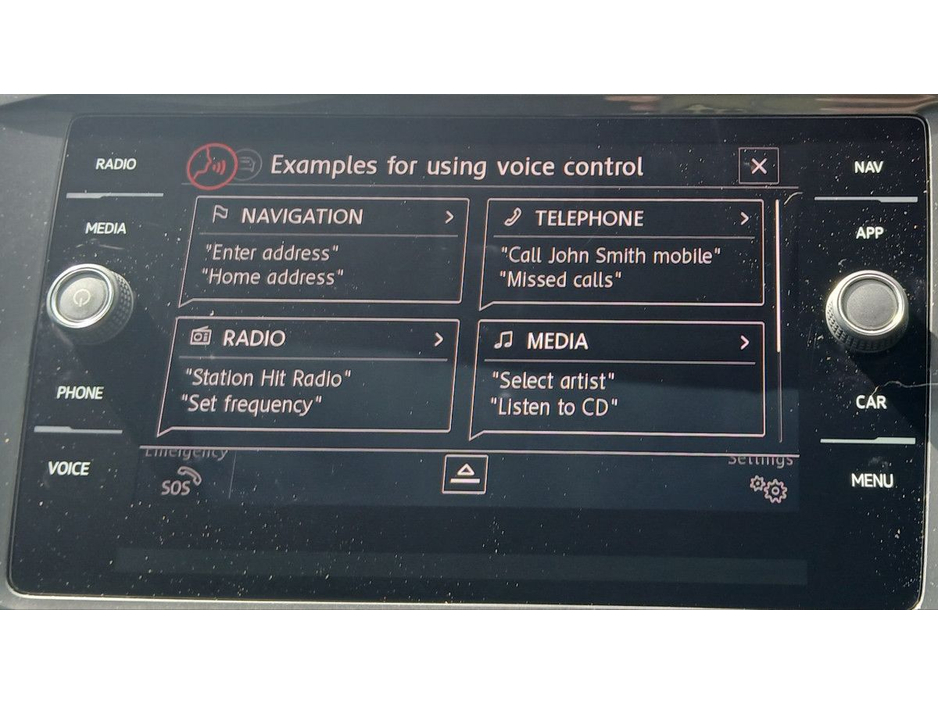 RADIO
Examples for using voice control
NAV
MEDIA
APP
NAVIGATION
"Enter address"
"Home address"
TELEPHONE
"Call John Smith mobile"
"Missed calls"
RADIO
"Station Hit Radio"
"Set frequency"
MEDIA
"Select artist"
"Listen to CD"
PHONE
CAR
VOICE
Emergency
SOS
Settings
MENU